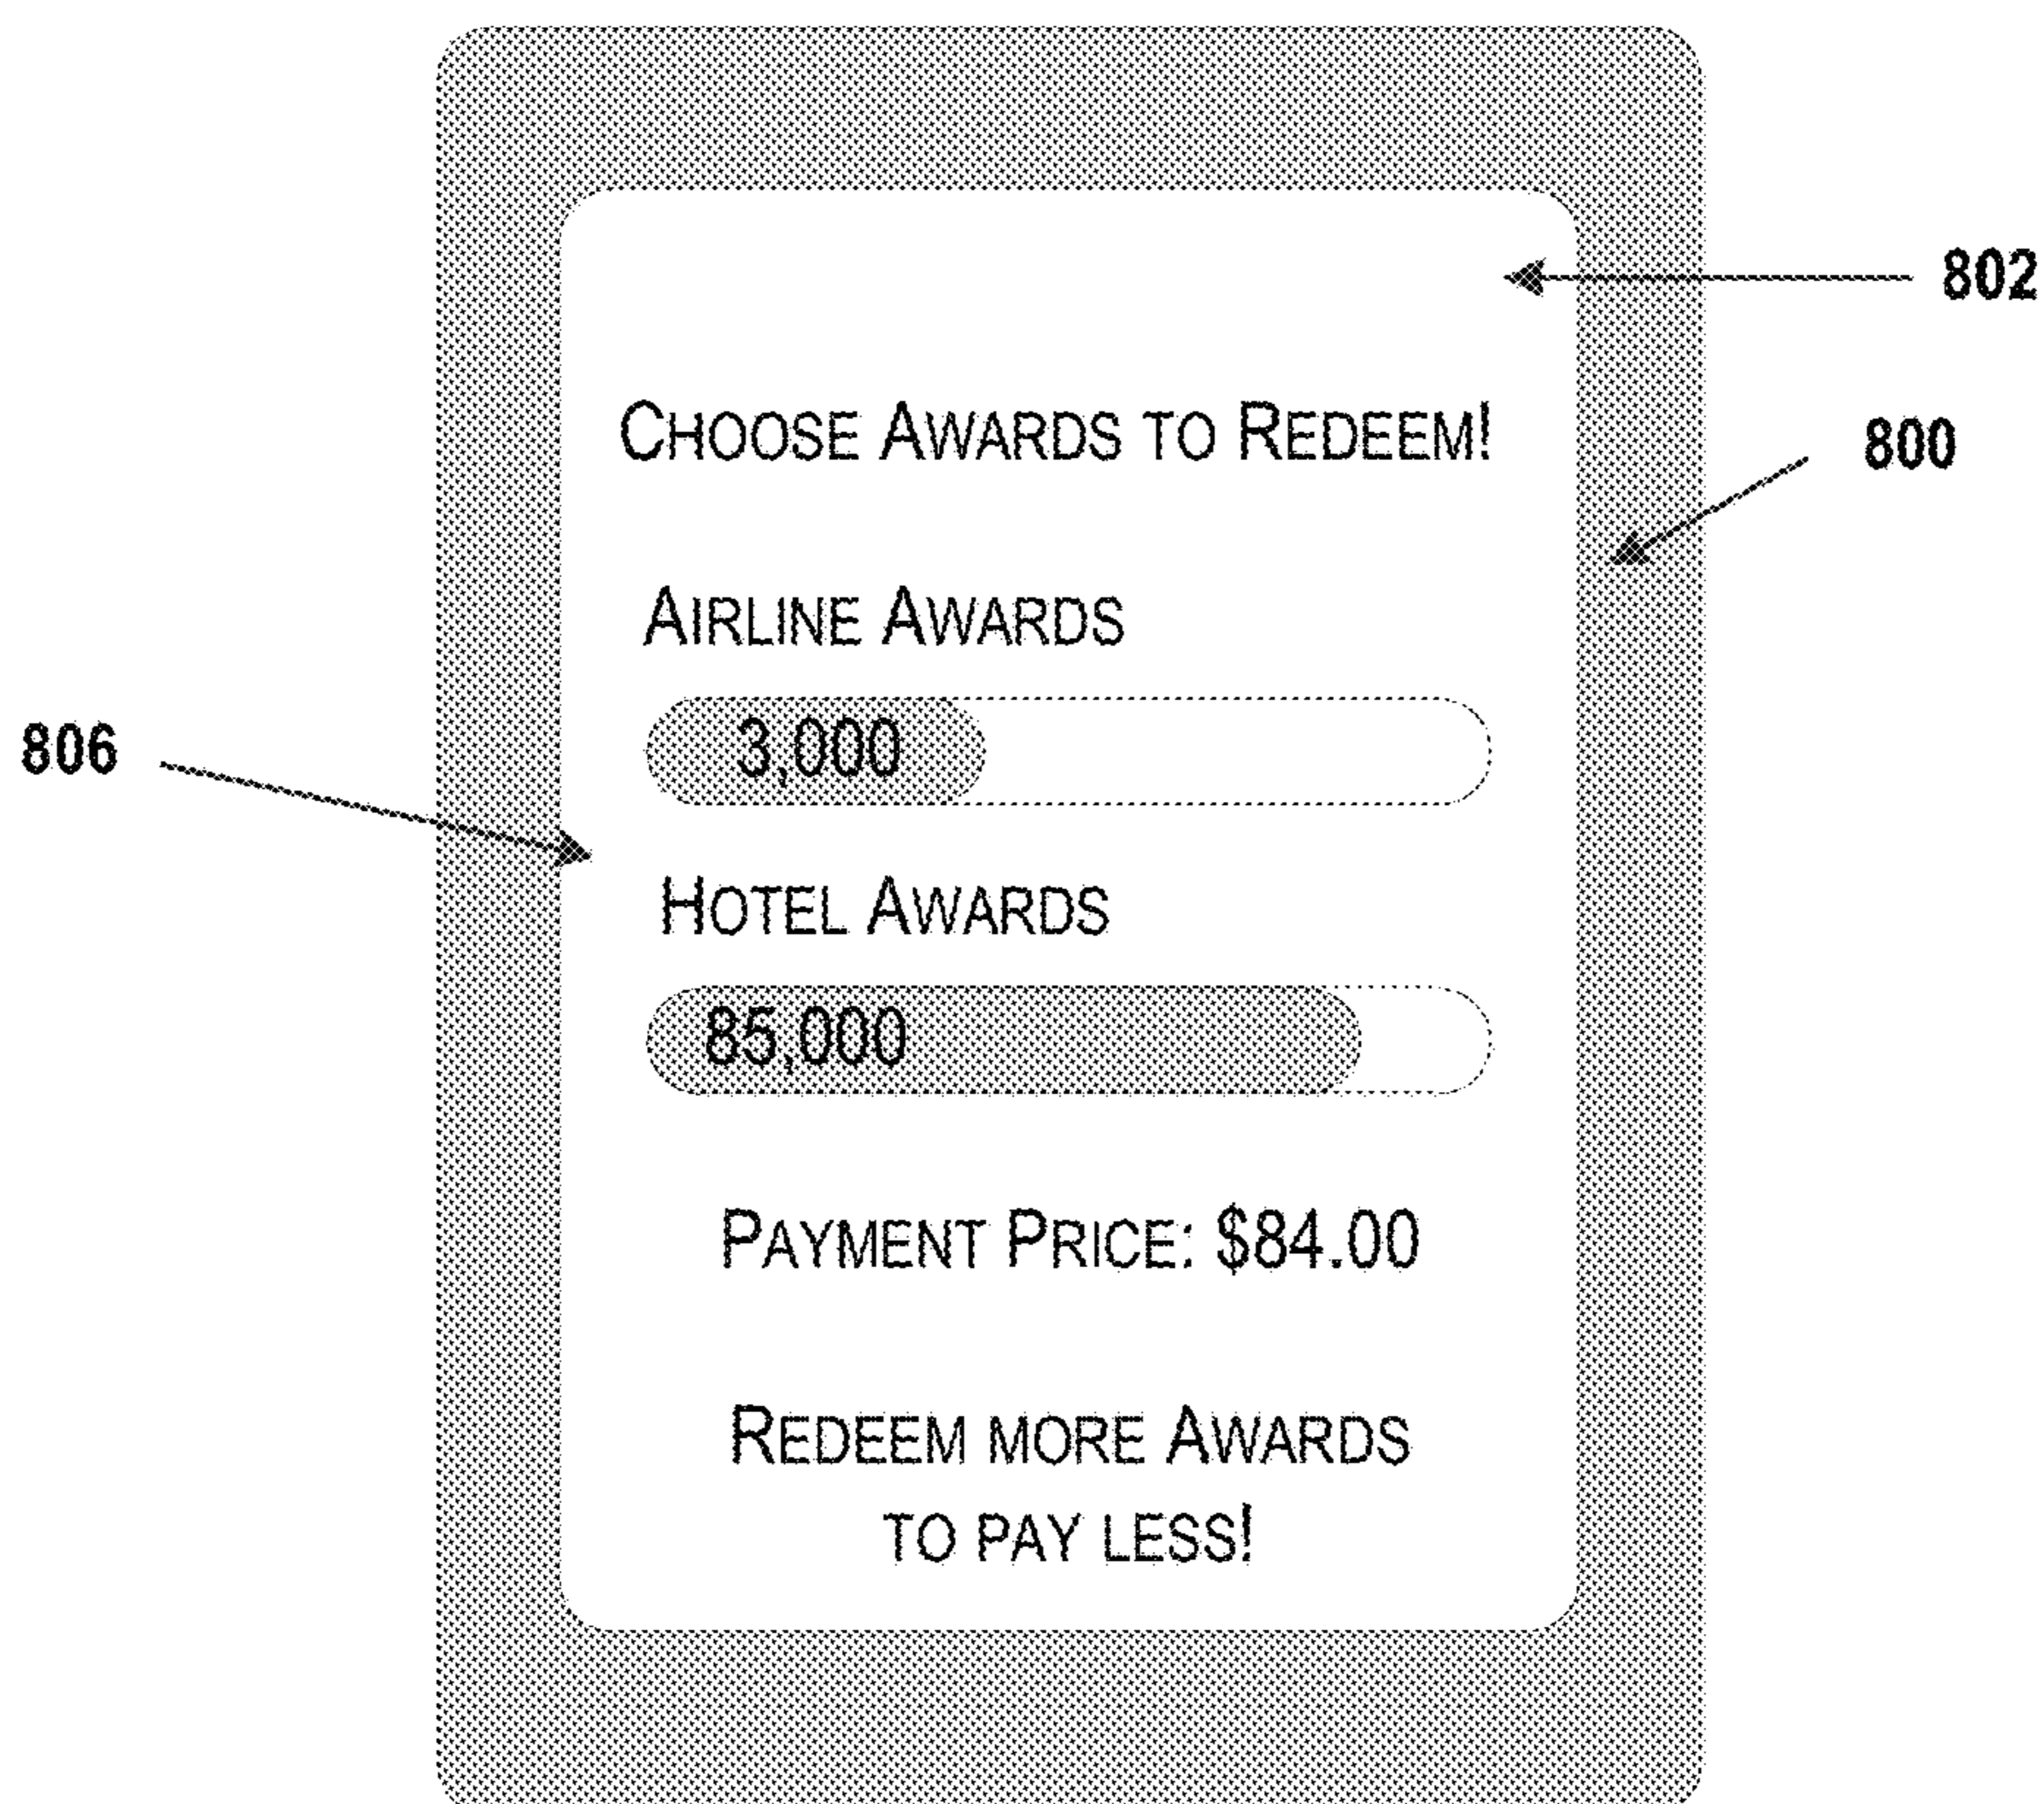 802
CHOOSE AWARDS TO REDEEM!
800
AIRLINE AWARDS
3,000
806
HOTEL AWARDS
85,000
PAYMENT PRICE: $84.00
REDEEM MORE AWARDS
TO PAY LESS!